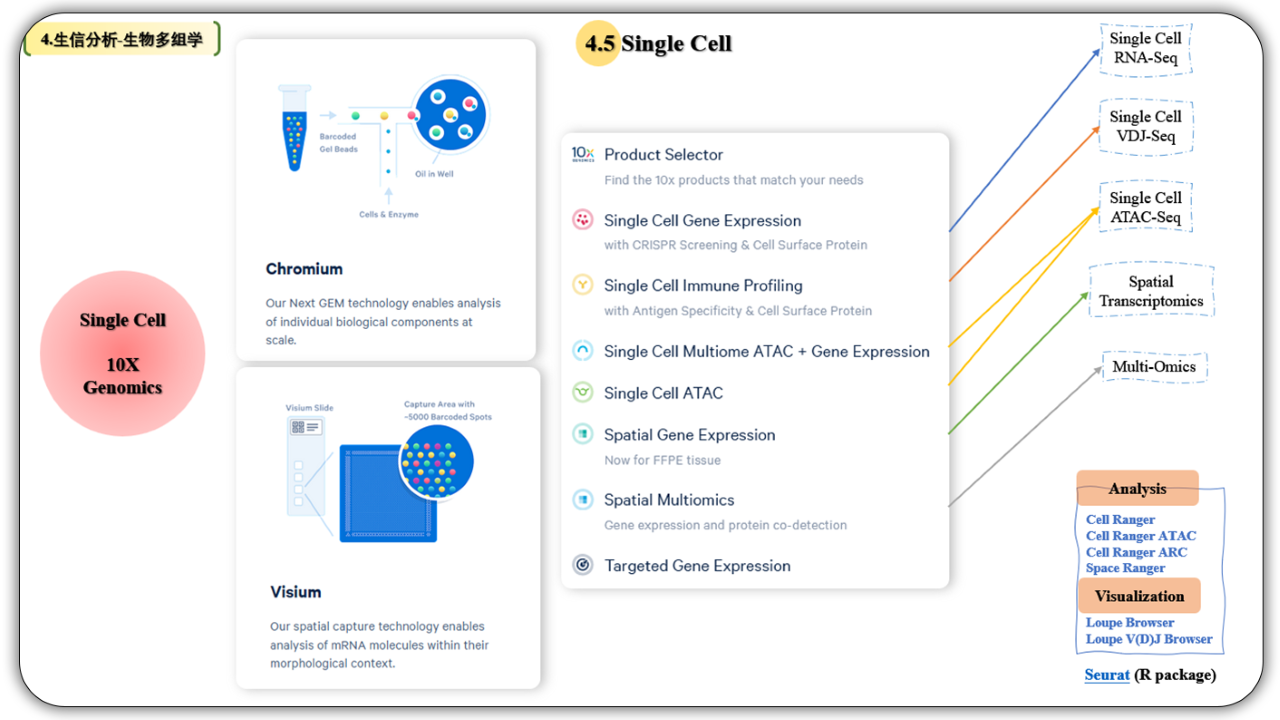 4.生信分析-生物多组学
4.5 Single Cell
Single Cell
10X
Genomics
Barcoded
Gel Beads
Oil in Well
Cells & Enzyme
Chromium
Our Next GEM technology enables analysis
of individual biological components at
scale.
Visium Slide
Capture Area with
~5000 Barcoded Spots
Visium
Our spatial capture technology enables
analysis of mRNA molecules within their
morphological context.
10x
GENOMICS
Product Selector
Find the 10x products that match your needs
Single Cell Gene Expression
with CRISPR Screening & Cell Surface Protein
Single Cell Immune Profiling
with Antigen Specificity & Cell Surface Protein
Single Cell Multiome ATAC + Gene Expression
Single Cell ATAC
Spatial Gene Expression
Now for FFPE tissue
Spatial Multiomics
Gene expression and protein co-detection
Targeted Gene Expression
Single Cell
RNA-Seq
Single Cell
VDJ-Seq
Single Cell
ATAC-Seq
Spatial
Transcriptomics
Multi-Omics
Analysis
Cell Ranger
Cell Ranger ATAC
Cell Ranger ARC
Space Ranger
Visualization
Loupe Browser
Loupe V(D)J Browser
Seurat (R package)